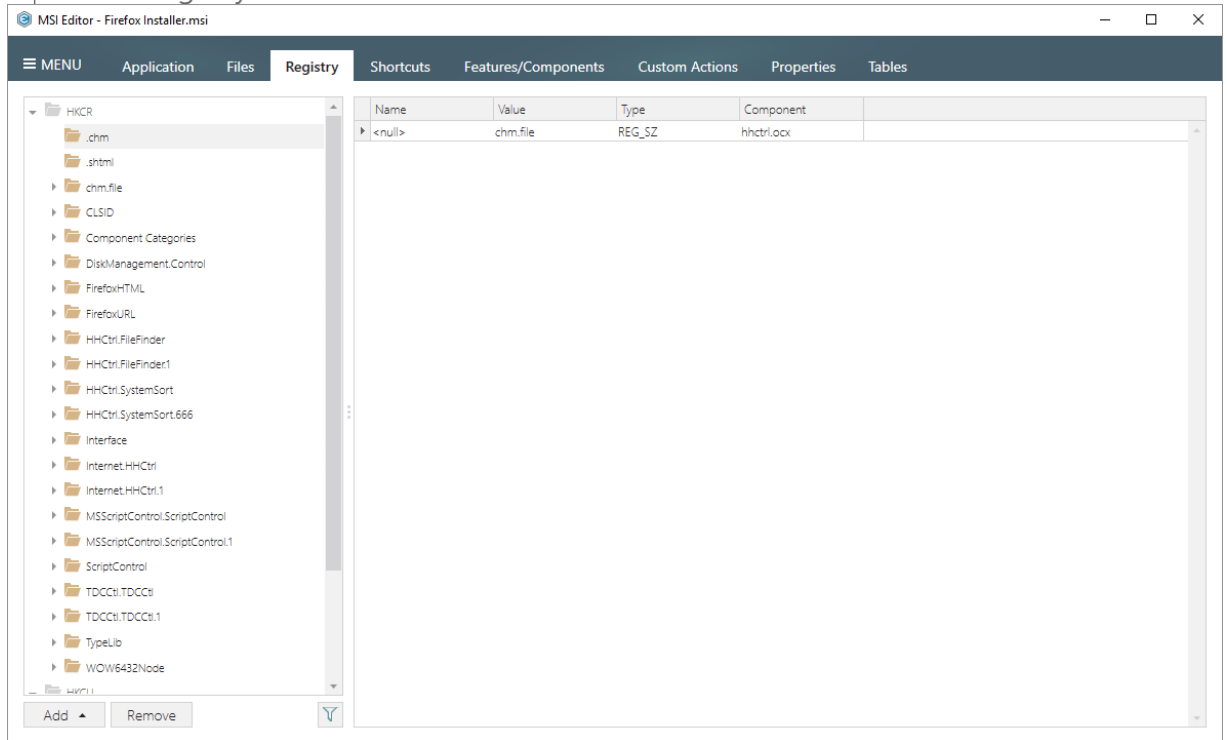 MSI Editor - Firefox Installer.msi
MENU Application Files Registry Shortcuts Features/Components Custom Actions Properties Tables
HKCR
.chm
.shtml
chm.file
CLSID
Component Categories
DiskManagement.Control
FirefoxHTML
FirefoxURL
HHCtrl.FileFinder
HHCtrl.FileFinder.1
HHCtrl.SystemSort
HHCtrl.SystemSort.666
Interface
Internet.HHCtrl
Internet.HHCtrl.1
MSScriptControl.ScriptControl
MSScriptControl.ScriptControl.1
ScriptControl
TDCCtl.TDCCtl
TDCCtl.TDCCtl.1
TypeLib
WOW6432Node
HKCU
Add Remove
Name Value Type Component
<null> chm.file REG_SZ hhctrl.ocx